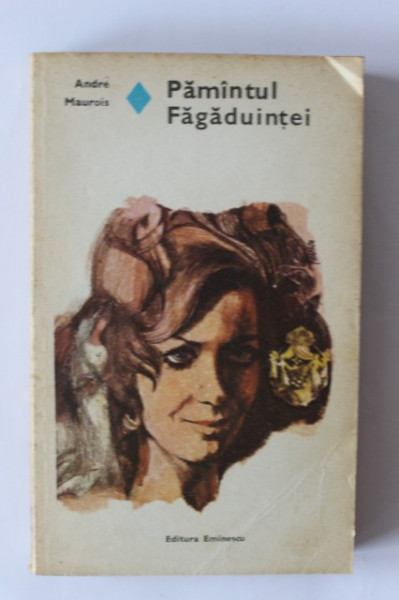 André
Maurois
Pămîntul
Făgăduinței
Editura Eminescu